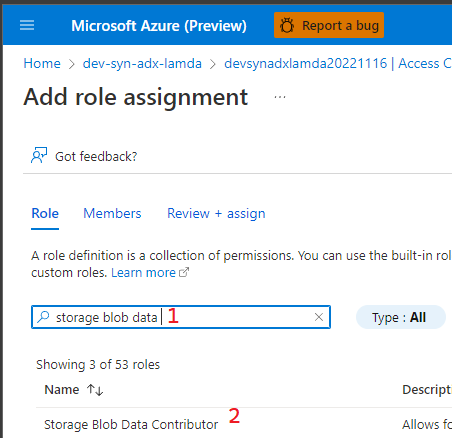 Microsoft Azure (Preview)
Report a bug
Home > dev-syn-adx-lamda > devsynadxlamda20221116 | Access C
Add role assignment ...
Got feedback?
Role Members Review + assign
A role definition is a collection of permissions. You can use the built-in rol
custom roles. Learn more
storage blob data 1
Type : All
Showing 3 of 53 roles
Name ↑↓ Descript
Storage Blob Data Contributor 2 Allows fo